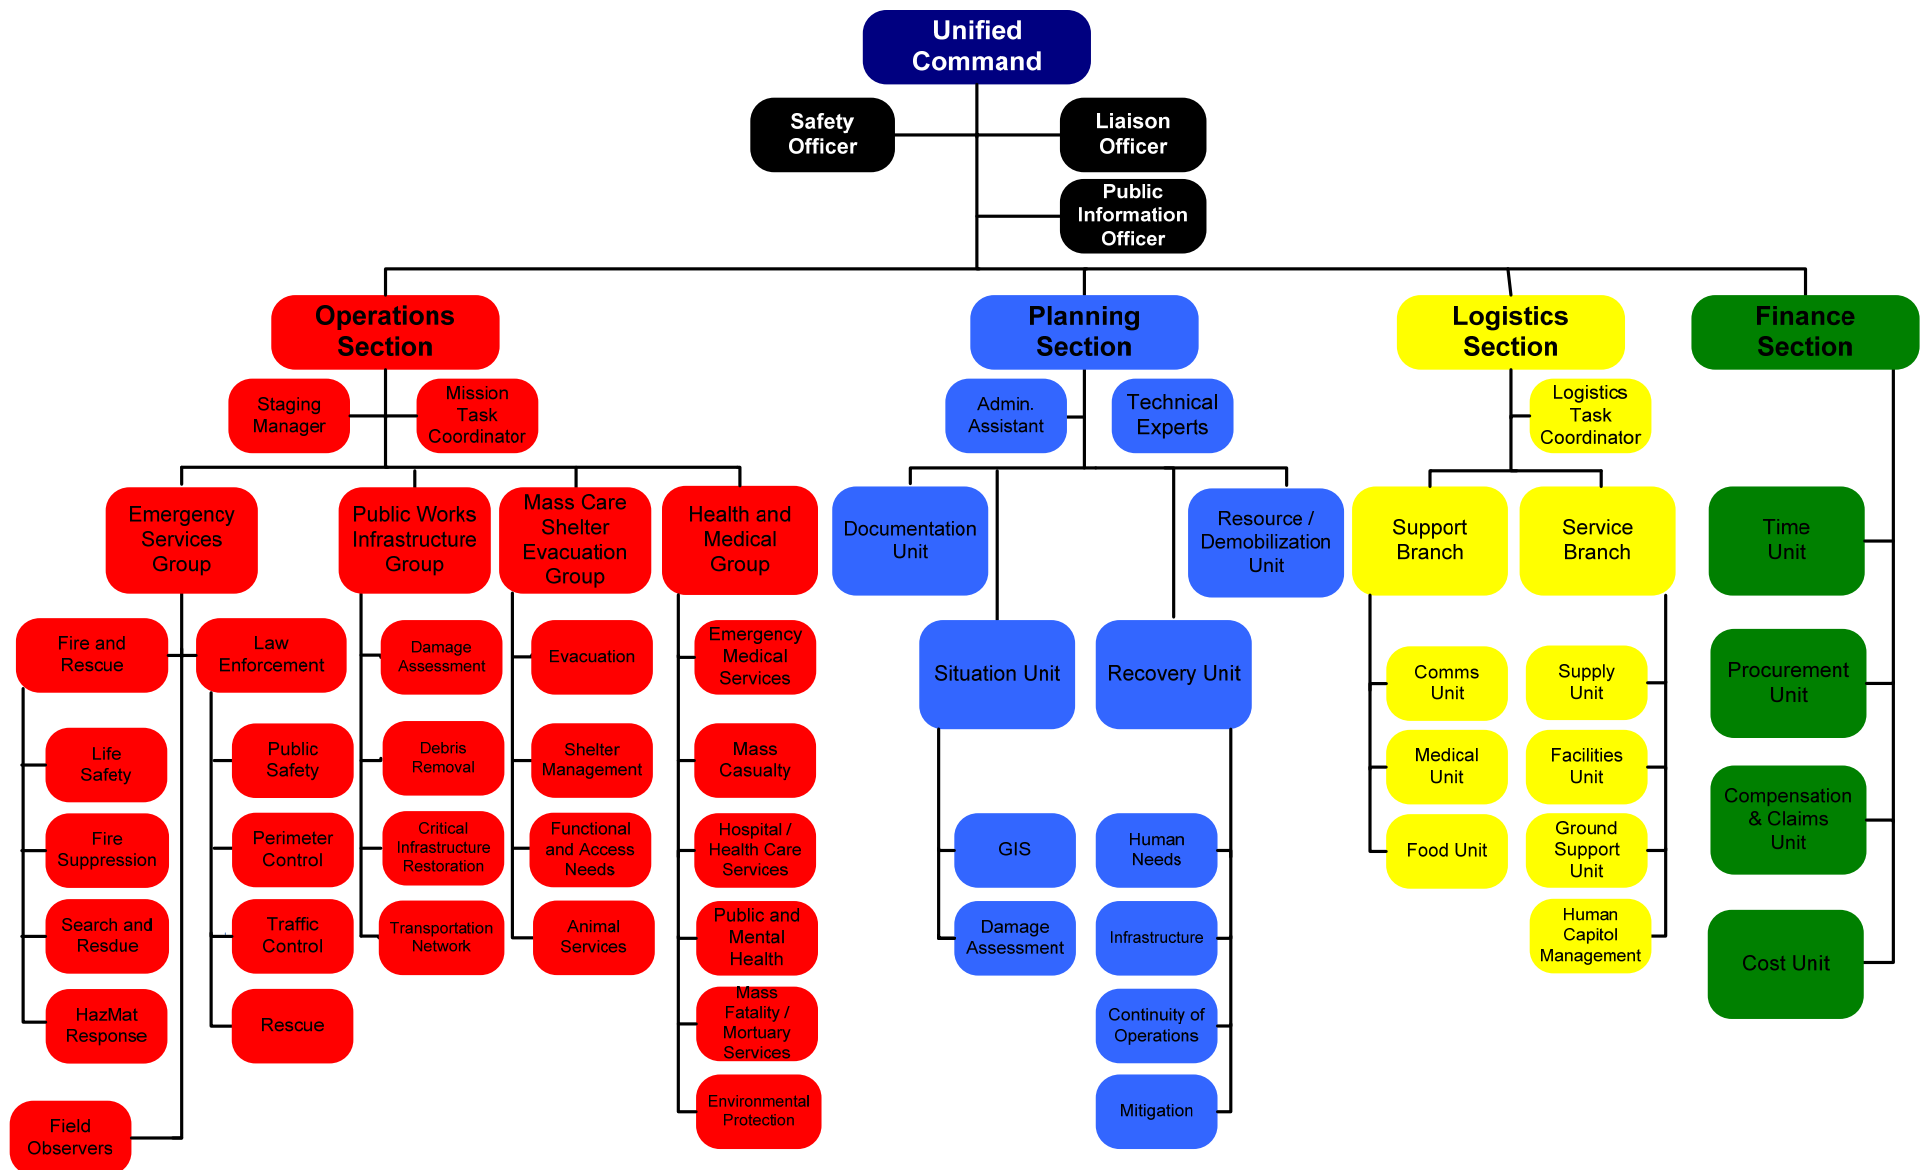 Unified
Command
Safety
Officer
Liaison
Officer
Public
Information
Officer
Operations
Section
Planning
Section
Logistics
Section
Finance
Section
Staging
Manager
Mission
Task
Coordinator
Admin.
Assistant
Technical
Experts
Logistics
Task
Coordinator
Emergency
Services
Group
Public Works
Infrastructure
Group
Mass Care
Shelter
Evacuation
Group
Health and
Medical
Group
Documentation
Unit
Resource /
Demobilization
Unit
Support
Branch
Service
Branch
Time
Unit
Fire and
Rescue
Law
Enforcement
Damage
Assessment
Evacuation
Emergency
Medical
Services
Situation Unit
Recovery Unit
Comms
Unit
Supply
Unit
Procurement
Unit
Life
Safety
Public
Safety
Debris
Removal
Shelter
Management
Mass
Casualty
Medical
Unit
Facilities
Unit
Compensation
& Claims
Unit
Fire
Suppression
Perimeter
Control
Critical
Infrastructure
Restoration
Functional
and Access
Needs
Hospital /
Health Care
Services
GIS
Human
Needs
Food Unit
Ground
Support
Unit
Search and
Resdue
Traffic
Control
Transportation
Network
Animal
Services
Public and
Mental
Health
Damage
Assessment
Infrastructure
Human
Capitol
Management
Cost Unit
HazMat
Response
Rescue
Mass
Fatality /
Mortuary
Services
Continuity of
Operations
Environmental
Protection
Mitigation
Field
Observers